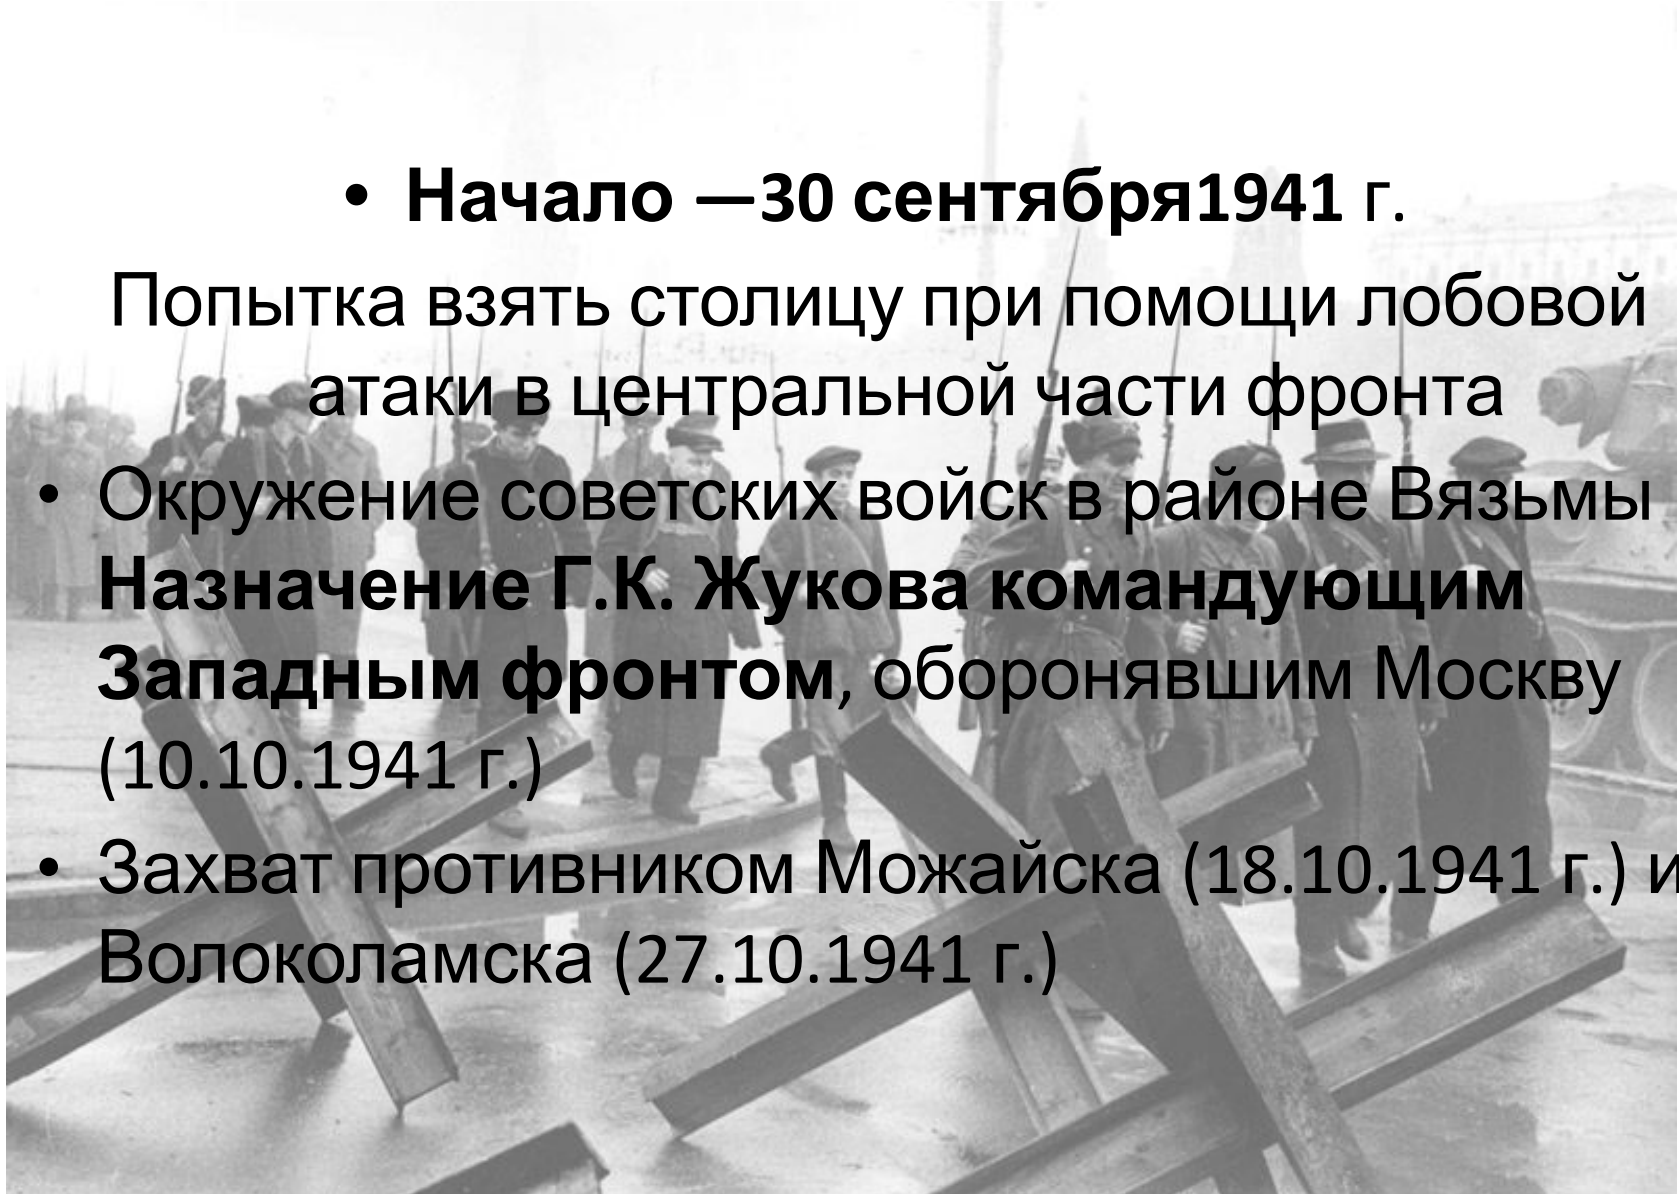 • Начало —30 сентября1941 г.
Попытка взять столицу при помощи лобовой
атаки в центральной части фронта
• Окружение советских войск в районе Вязьмы
Назначение Г.К. Жукова командующим
Западным фронтом, оборонявшим Москву
(10.10.1941 г.)
• Захват противником Можайска (18.10.1941 г.) и
Волоколамска (27.10.1941 г.)